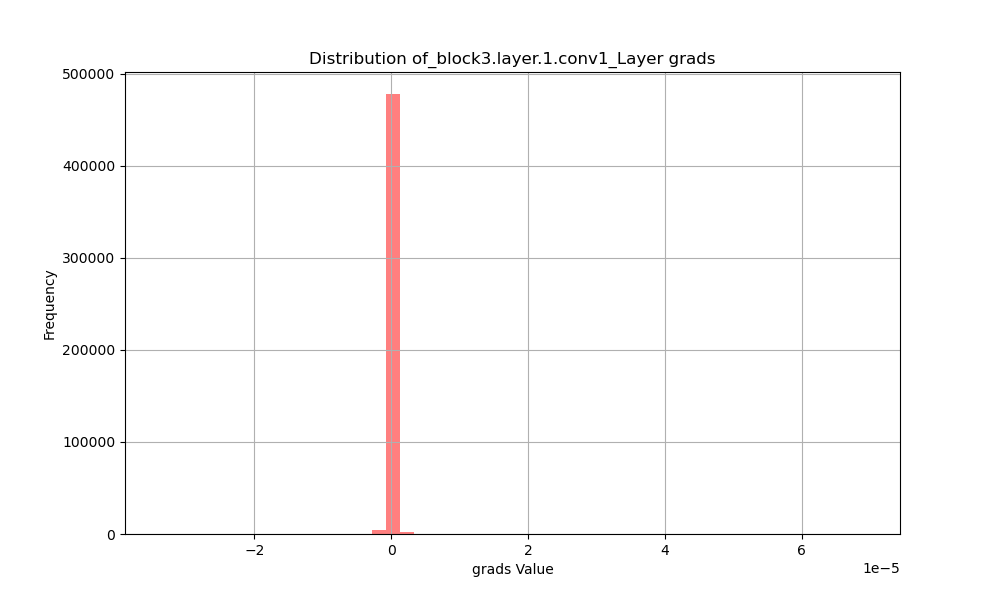 Distribution of_block3.layer.1.conv1_Layer grads
500000
400000
300000
200000
100000
0
Frequency
−2
0
2
4
6
1e−5
grads Value